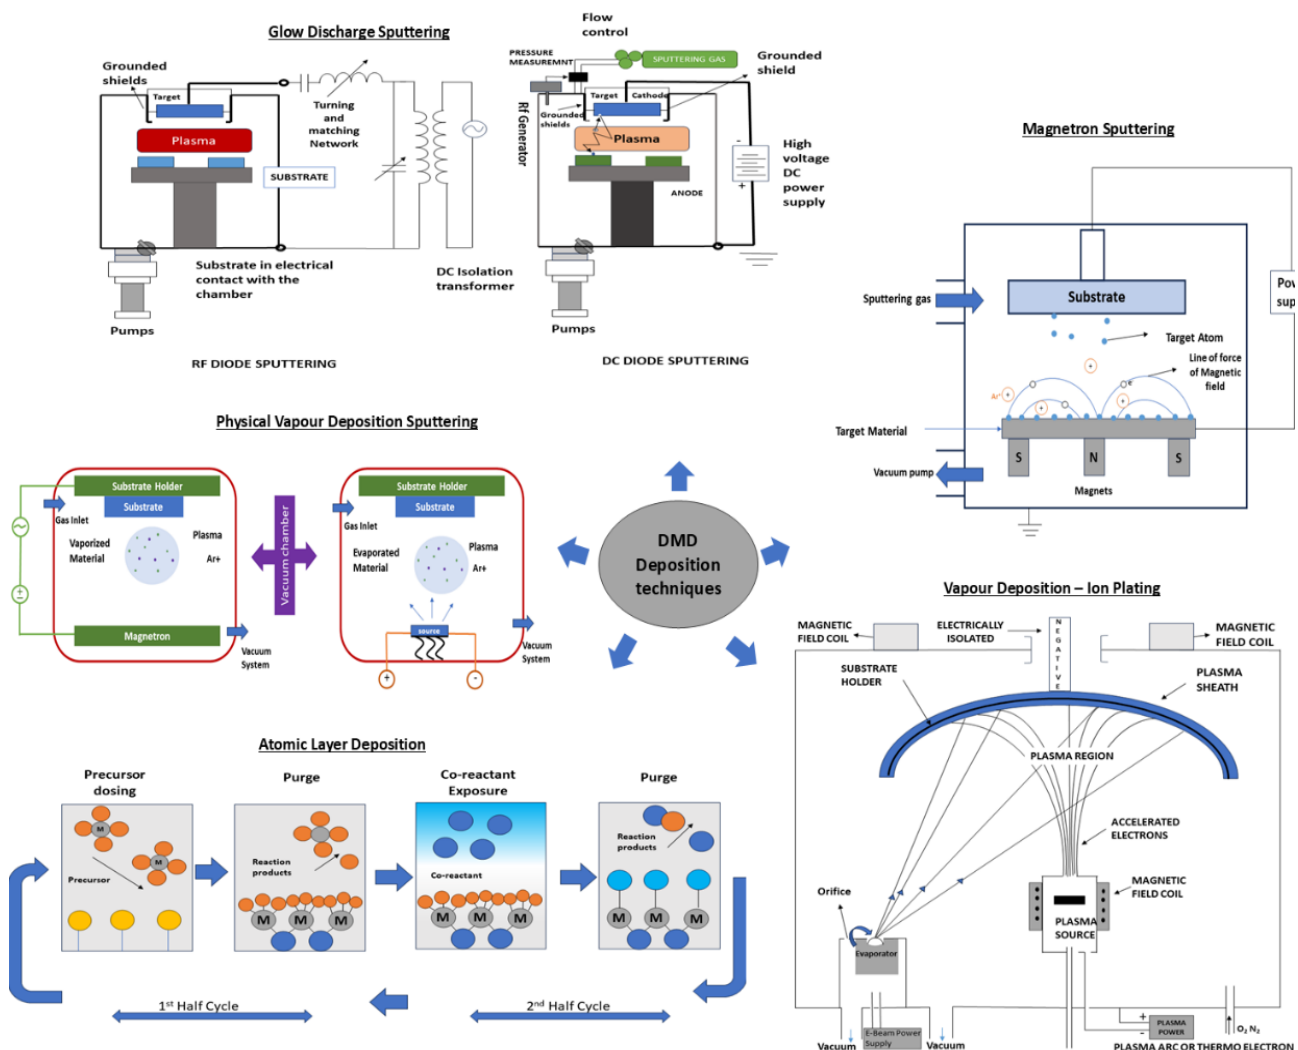 Glow Discharge Sputtering
Grounded
shields
Target
Plasma
SUBSTRATE
Turning
and
matching
Network
Substrate in electrical
contact with the
chamber
DC Isolation
transformer
Pumps
RF DIODE SPUTTERING
Flow
control
PRESSURE
MEASUREMNT
SPUTTERING GAS
Grounded
shield
Rf Generator
Target
Cathode
Grounded
shields
Plasma
-
+
High
voltage
DC
power
supply
ANODE
Pumps
DC DIODE SPUTTERING
Magnetron Sputtering
Sputtering gas
Substrate
Pow
supp
Target Atom
Line of force
of Magnetic
field
Ar+
+
+
+
+
e
Target Material
S
N
S
Vacuum pump
Magnets
Physical Vapour Deposition Sputtering
Substrate Holder
Substrate
Gas Inlet
Vaporized
Material
Plasma
Ar+
Magnetron
Vacuum
System
±
Vacuum chamber
Substrate Holder
Substrate
Gas Inlet
Evaporated
Material
Plasma
Ar+
source
+
-
Vacuum
System
DMD
Deposition
techniques
Vapour Deposition – Ion Plating
MAGNETIC
FIELD COIL
ELECTRICALLY
ISOLATED
NEGATIVE
MAGNETIC
FIELD COIL
SUBSTRATE
HOLDER
PLASMA
SHEATH
PLASMA REGION
ACCELERATED
ELECTRONS
Orifice
MAGNETIC
FIELD COIL
PLASMA
SOURCE
Evaporator
E-Beam Power
Supply
Vacuum
Vacuum
+
-
PLASMA
POWER
O, N₂
PLASMA ARC OR THERMO ELECTRON
Atomic Layer Deposition
Precursor
dosing
Purge
Co-reactant
Exposure
Purge
M
M
Precursor
Reaction
products
M
M
M
Co-reactant
M
M
M
Reaction
products
M
M
M
1st Half Cycle
2nd Half Cycle